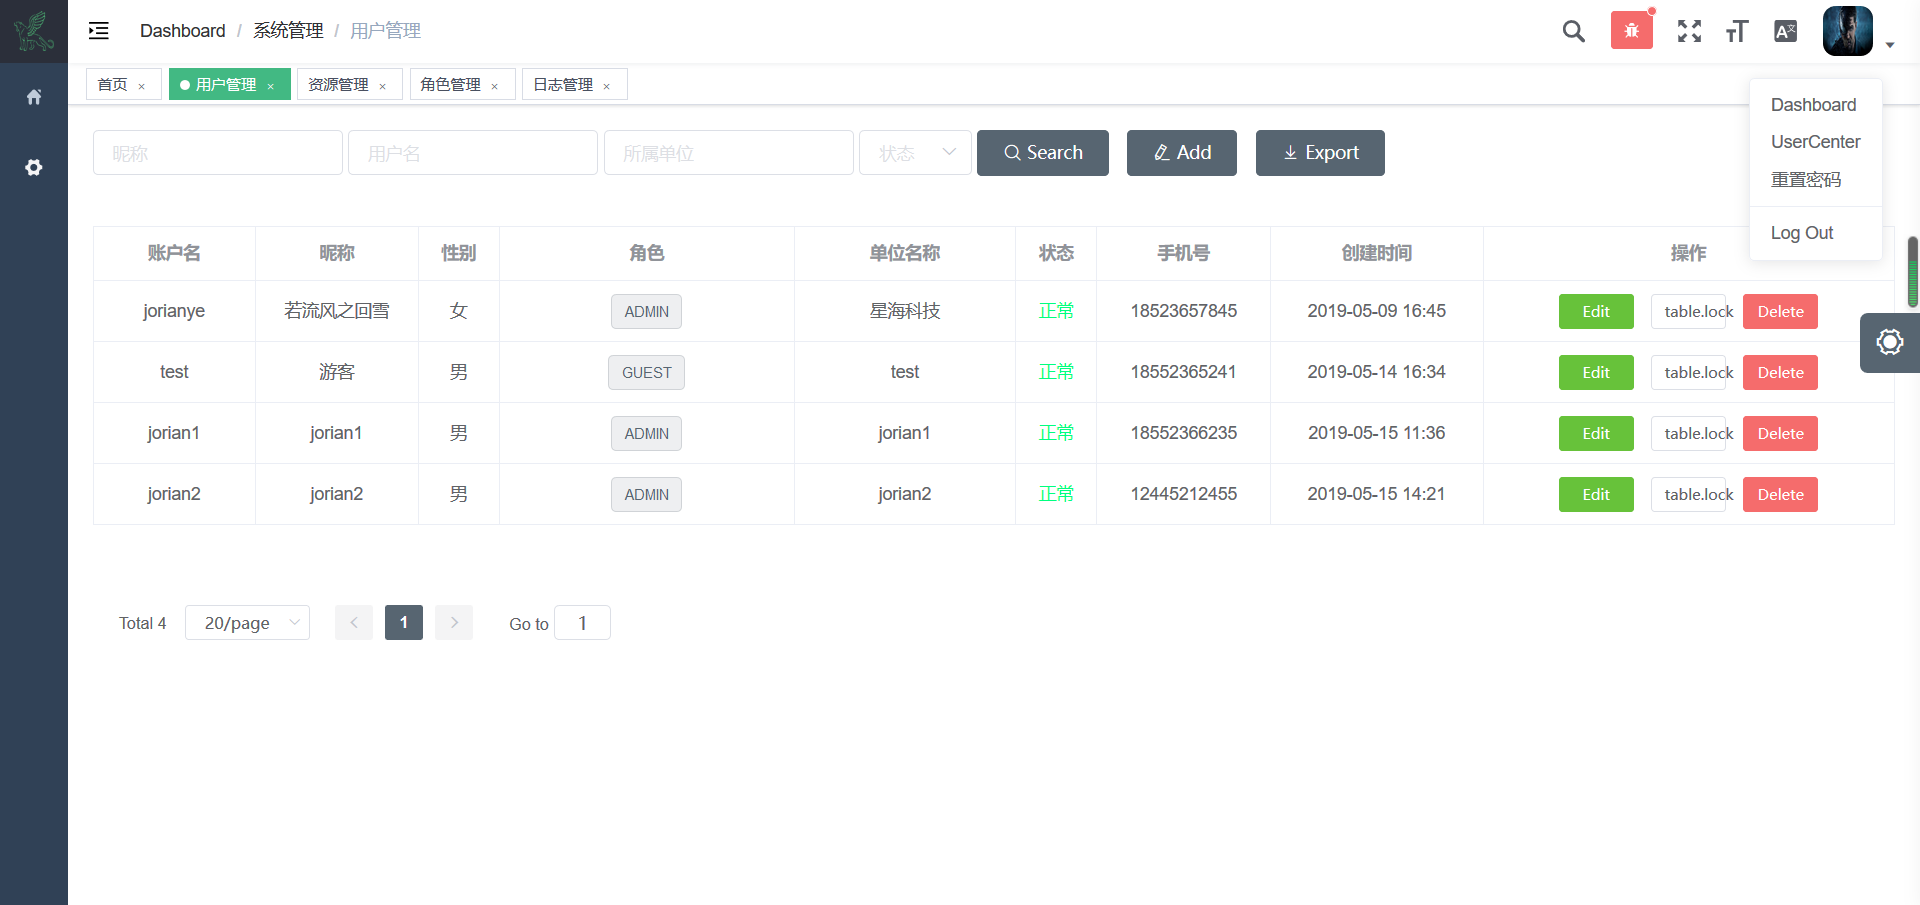 Dashboard / 系统管理 / 用户管理
首页 × 用户管理 × 资源管理 × 角色管理 × 日志管理 ×
Dashboard
UserCenter
重置密码
Log Out
昵称 用户名 所属单位 状态 Search Add Export
账户名 昵称 性别 角色 单位名称 状态 手机号 创建时间 操作
jorianye 若流风之回雪 女 ADMIN 星海科技 正常 18523657845 2019-05-09 16:45 Edit table.lock Delete
test 游客 男 GUEST test 正常 18552365241 2019-05-14 16:34 Edit table.lock Delete
jorian1 jorian1 男 ADMIN jorian1 正常 18552366235 2019-05-15 11:36 Edit table.lock Delete
jorian2 jorian2 男 ADMIN jorian2 正常 12445212455 2019-05-15 14:21 Edit table.lock Delete
Total 4 20/page 1 Go to 1